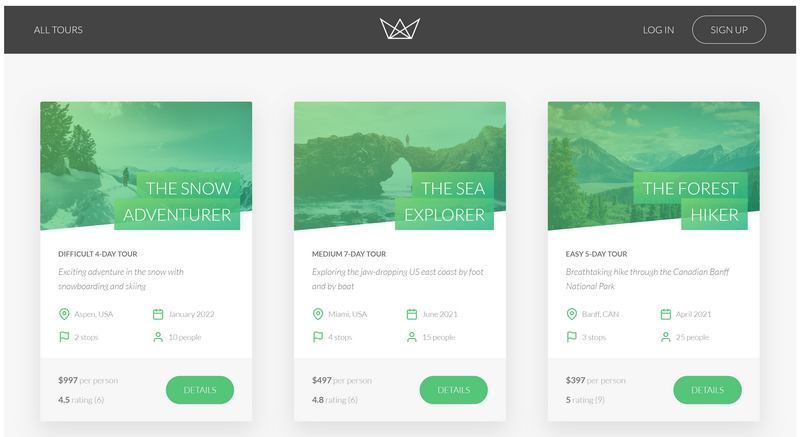 ALL TOURS
LOG IN
SIGN UP
THE SNOW
ADVENTURER
DIFFICULT 4-DAY TOUR
Exciting adventure in the snow with
snowboarding and skiing
Aspen, USA
January 2022
2 stops
10 people
$997 per person
4.5 rating (6)
DETAILS
THE SEA
EXPLORER
MEDIUM 7-DAY TOUR
Exploring the jaw-dropping US east coast by foot
and by boat
Miami, USA
June 2021
4 stops
15 people
$497 per person
4.8 rating (6)
DETAILS
THE FOREST
HIKER
EASY 5-DAY TOUR
Breathtaking hike through the Canadian Banff
National Park
Banff, CAN
April 2021
3 stops
25 people
$397 per person
5 rating (9)
DETAILS